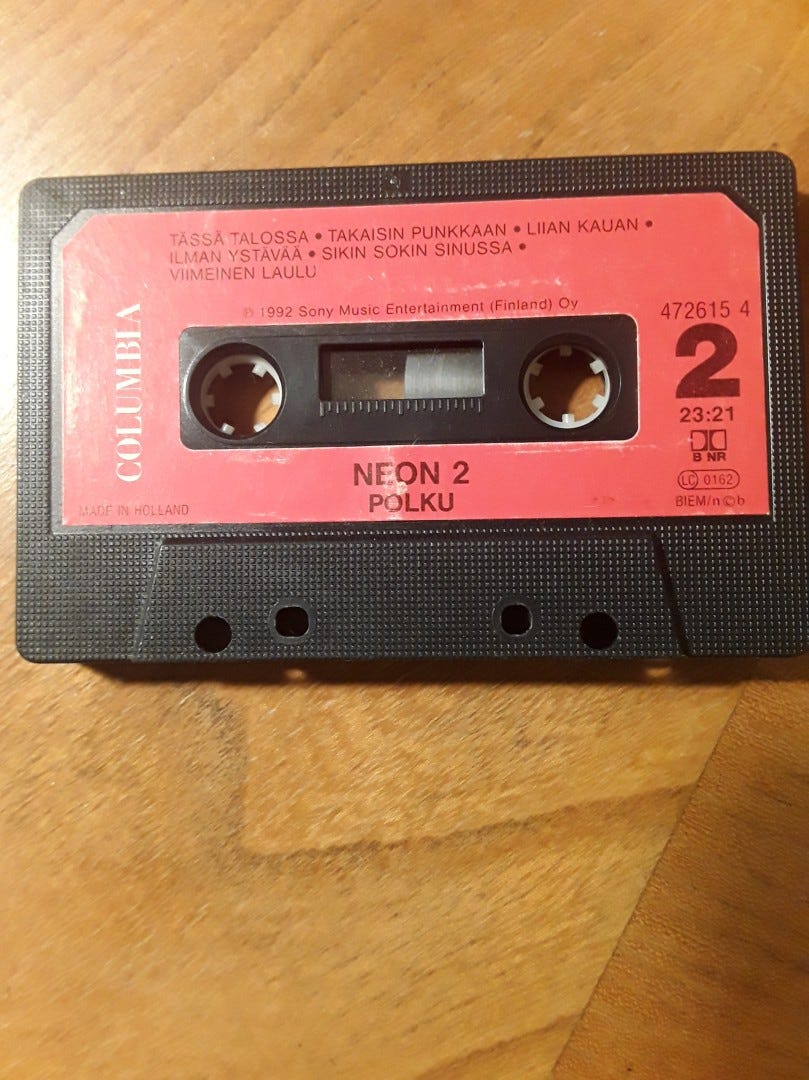 TÄSSÄ TALOSSA • TAKAISIN PUNKKAAN • LIIAN KAUAN •
ILMAN YSTÄVÄÄ • SIKIN SOKIN SINUSSA •
VIIMEINEN LAULU
℗ 1992 Sony Music Entertainment (Finland) Oy
472615 4
2
23:21
B NR
LC 0162
BIEM/n©b
COLUMBIA
NEON 2
POLKU
MADE IN HOLLAND